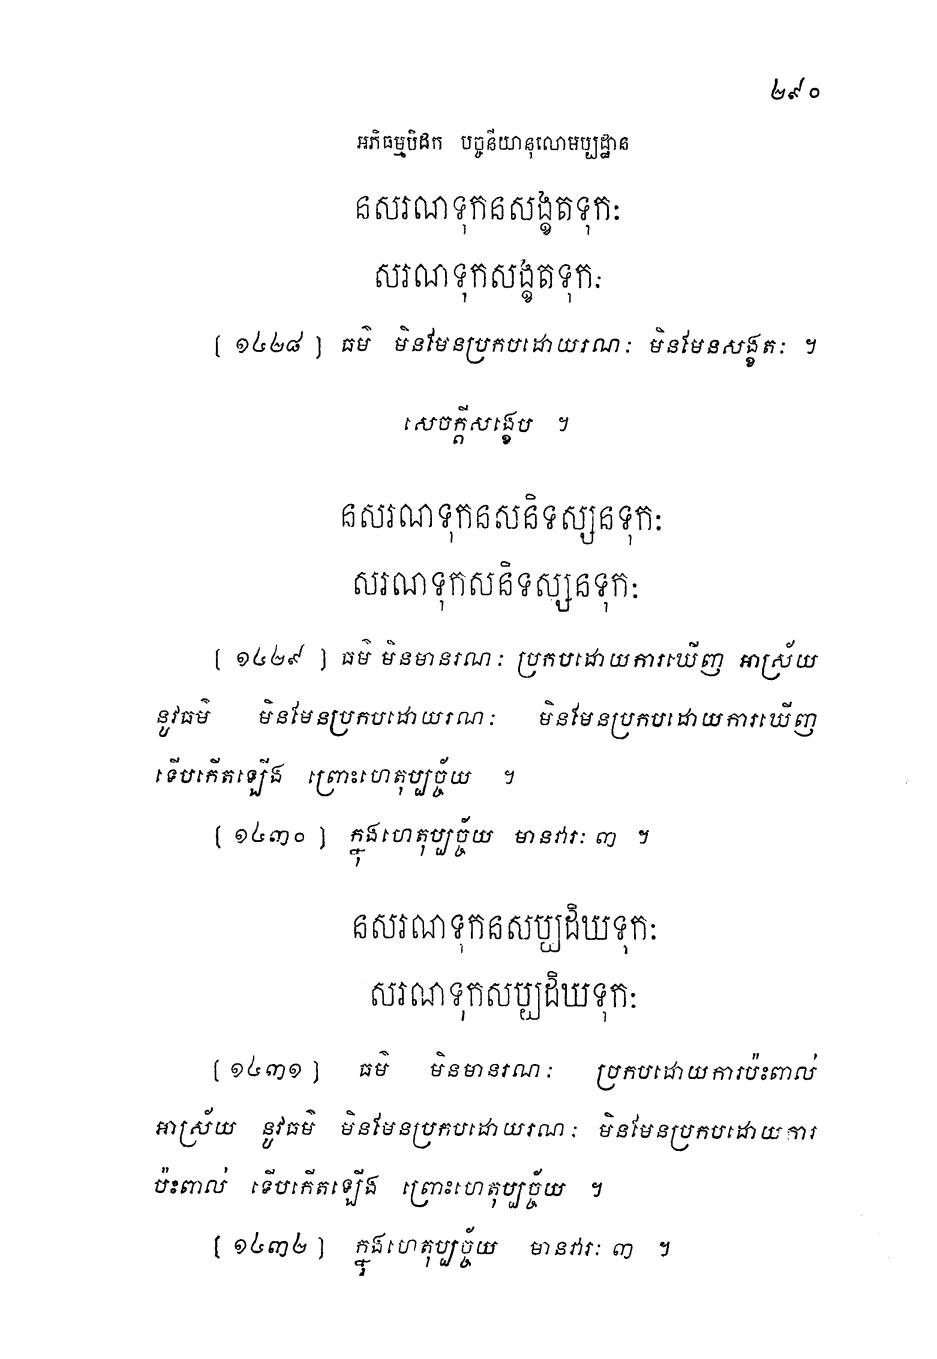 ២៩០
អភិធម្មបិដក បច្ចនីយានុលោមប្បដ្ឋាន
នសរណទុកនសង្ខតទុកៈ
សរណទុកសង្ខតទុកៈ
[ ១៤២៨ ] ធម៌ មិនមែនប្រកបដោយរណៈ មិនមែនសង្ខតៈ ។
សេចក្តីសង្ខេប ។
នសរណទុកនសនិទស្សនទុកៈ
សរណទុកសនិទស្សនទុកៈ
[ ១៤២៩ ] ធម៌ មិនមានរណៈ ប្រកបដោយការឃើញ អាស្រ័យ
នូវធម៌ មិនមែនប្រកបដោយរណៈ មិនមែនប្រកបដោយការឃើញ
ទើបកើតឡើង ព្រោះហេតុប្បច្ច័យ ។
[ ១៤៣០ ] ក្នុងហេតុប្បច្ច័យ មានវារៈ ៣ ។
នសរណទុកនសប្បដិឃទុកៈ
សរណទុកសប្បដិឃទុកៈ
[ ១៤៣១ ] ធម៌ មិនមានរណៈ ប្រកបដោយការប៉ះពាល់
អាស្រ័យ នូវធម៌ មិនមែនប្រកបដោយរណៈ មិនមែនប្រកបដោយការ
ប៉ះពាល់ ទើបកើតឡើង ព្រោះហេតុប្បច្ច័យ ។
[ ១៤៣២ ] ក្នុងហេតុប្បច្ច័យ មានវារៈ ៣ ។